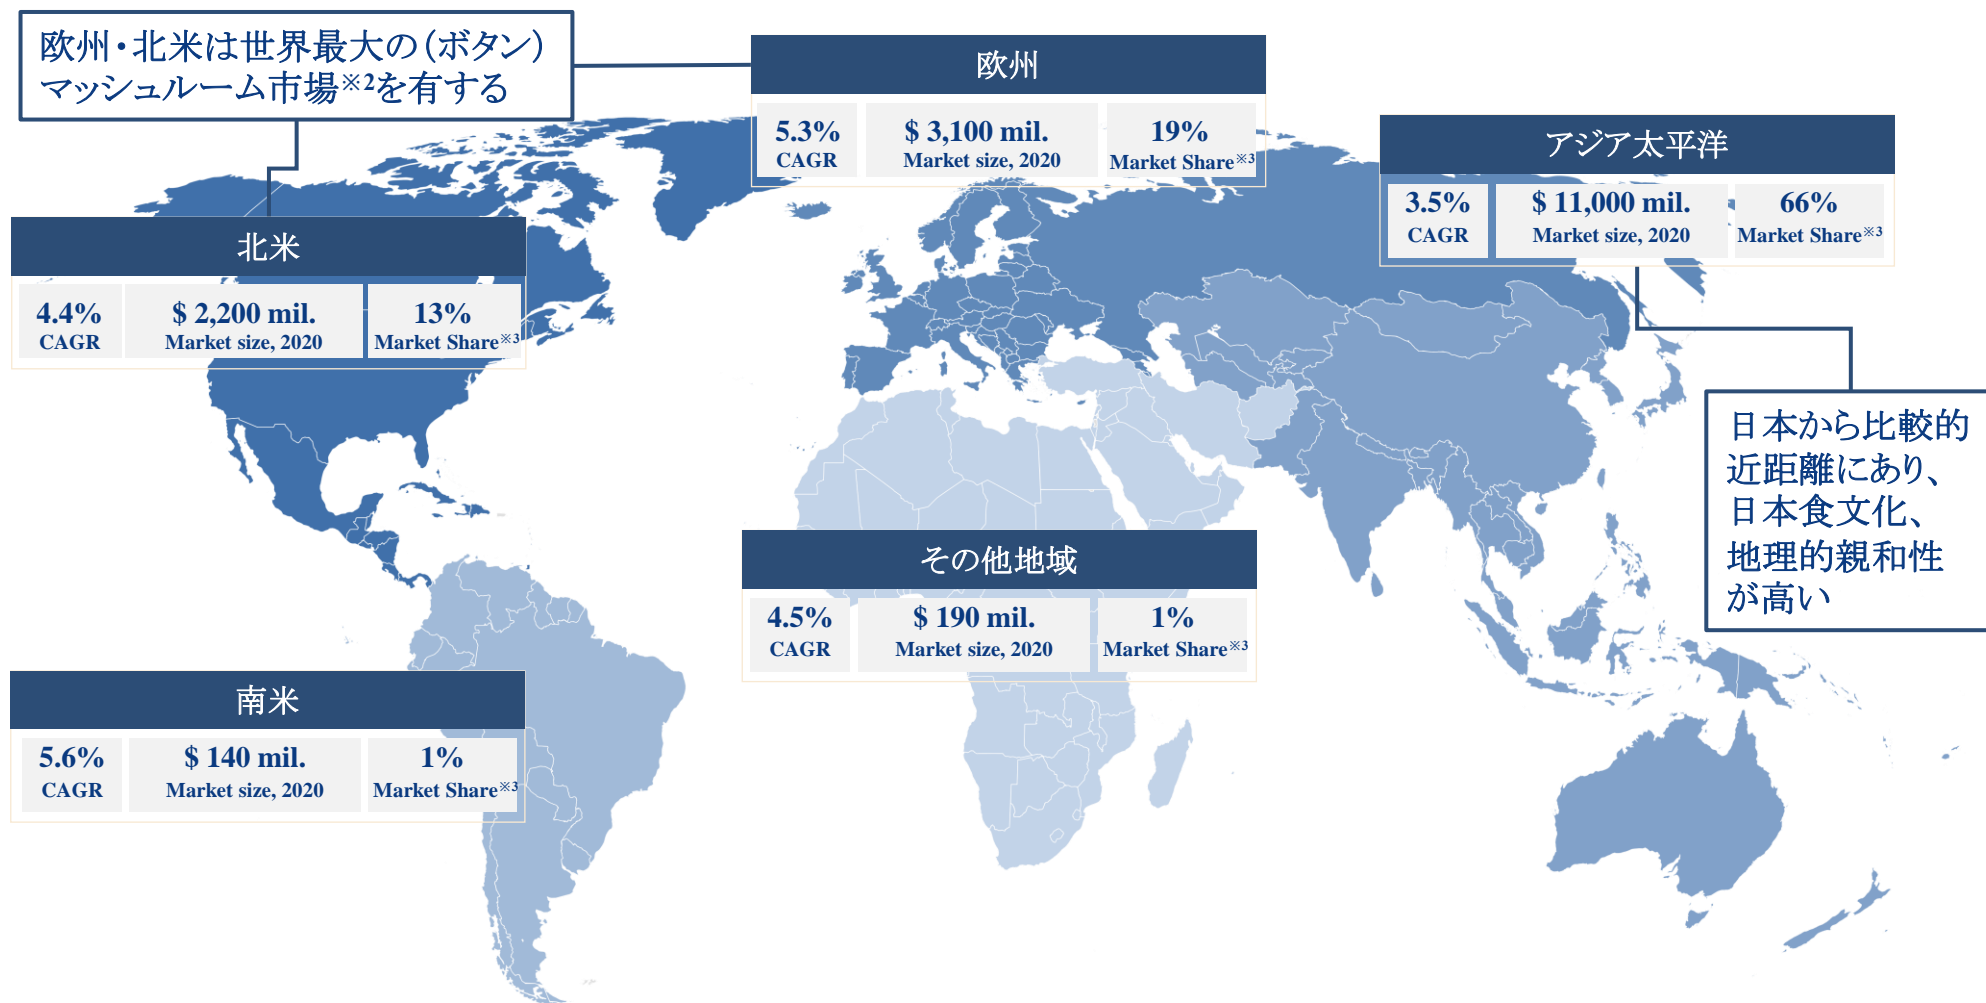 欧州・北米は世界最大の（ボタン）
マッシュルーム市場※2を有する
欧州
5.3%
CAGR
$ 3,100 mil.
Market size, 2020
19%
Market Share※3
アジア太平洋
3.5%
CAGR
$ 11,000 mil.
Market size, 2020
66%
Market Share※3
北米
4.4%
CAGR
$ 2,200 mil.
Market size, 2020
13%
Market Share※3
日本から比較的
近距離にあり、
日本食文化、
地理的親和性
が高い
その他地域
4.5%
CAGR
$ 190 mil.
Market size, 2020
1%
Market Share※3
南米
5.6%
CAGR
$ 140 mil.
Market size, 2020
1%
Market Share※3